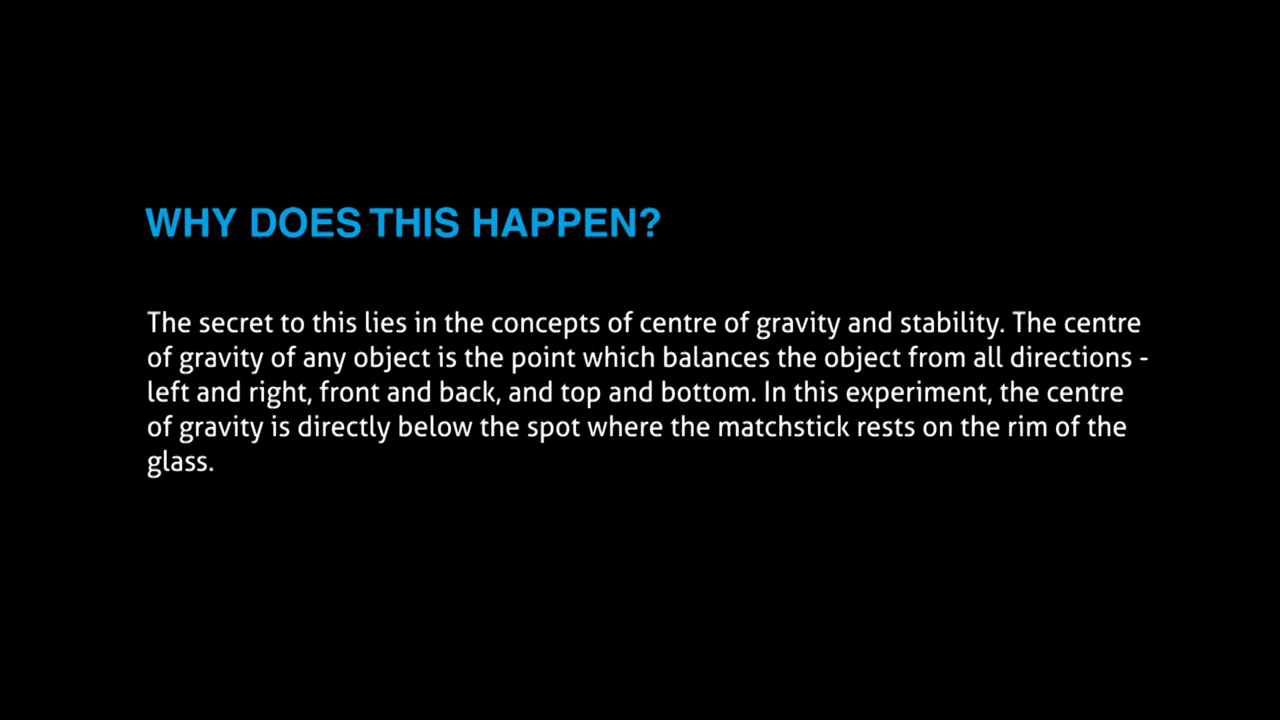 WHY DOES THIS HAPPEN?
The secret to this lies in the concepts of centre of gravity and stability. The centre
of gravity of any object is the point which balances the object from all directions -
left and right, front and back, and top and bottom. In this experiment, the centre
of gravity is directly below the spot where the matchstick rests on the rim of the
glass.